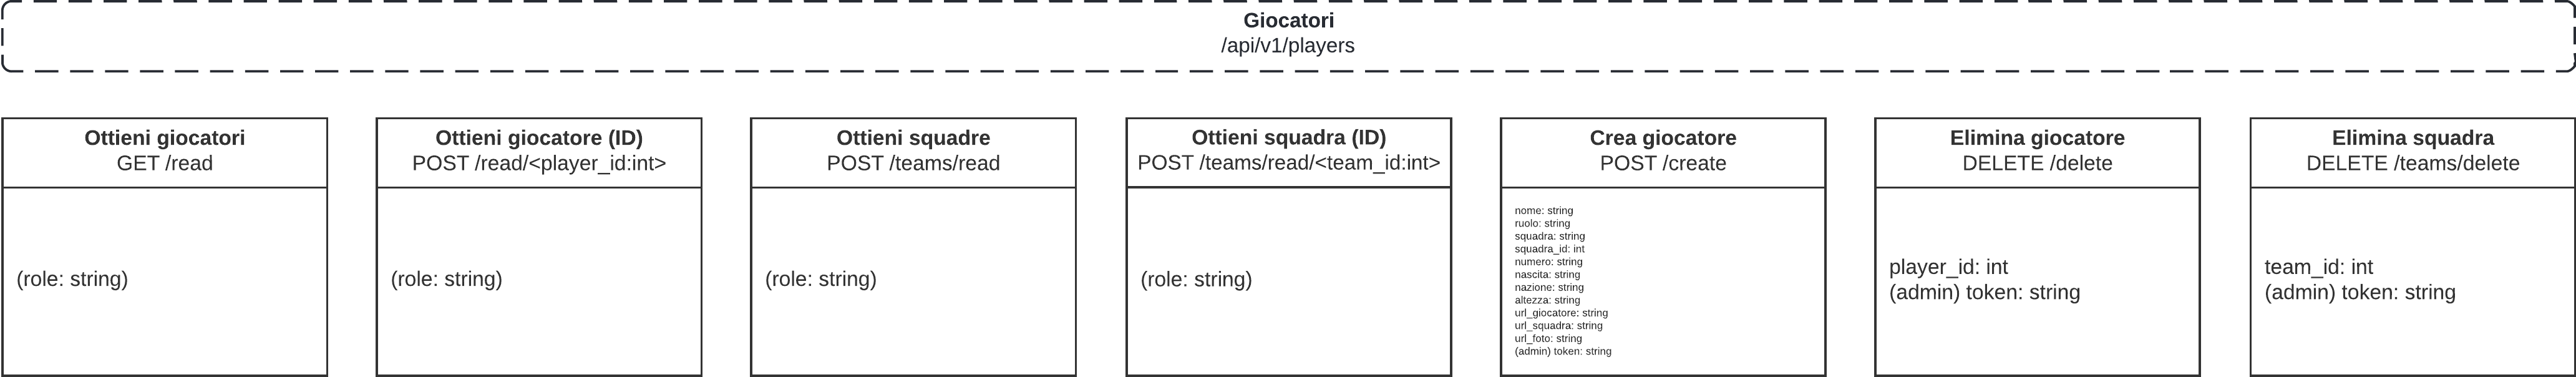 Giocatori
/api/v1/players
Ottieni giocatori
GET /read
(role: string)
Ottieni giocatore (ID)
POST /read/<player_id:int>
(role: string)
Ottieni squadre
POST /teams/read
(role: string)
Ottieni squadra (ID)
POST /teams/read/<team_id:int>
(role: string)
Crea giocatore
POST /create
nome: string
ruolo: string
squadra: string
squadra_id: int
numero: string
nascita: string
nazione: string
altezza: string
url_giocatore: string
url_squadra: string
url_foto: string
(admin) token: string
Elimina giocatore
DELETE /delete
player_id: int
(admin) token: string
Elimina squadra
DELETE /teams/delete
team_id: int
(admin) token: string